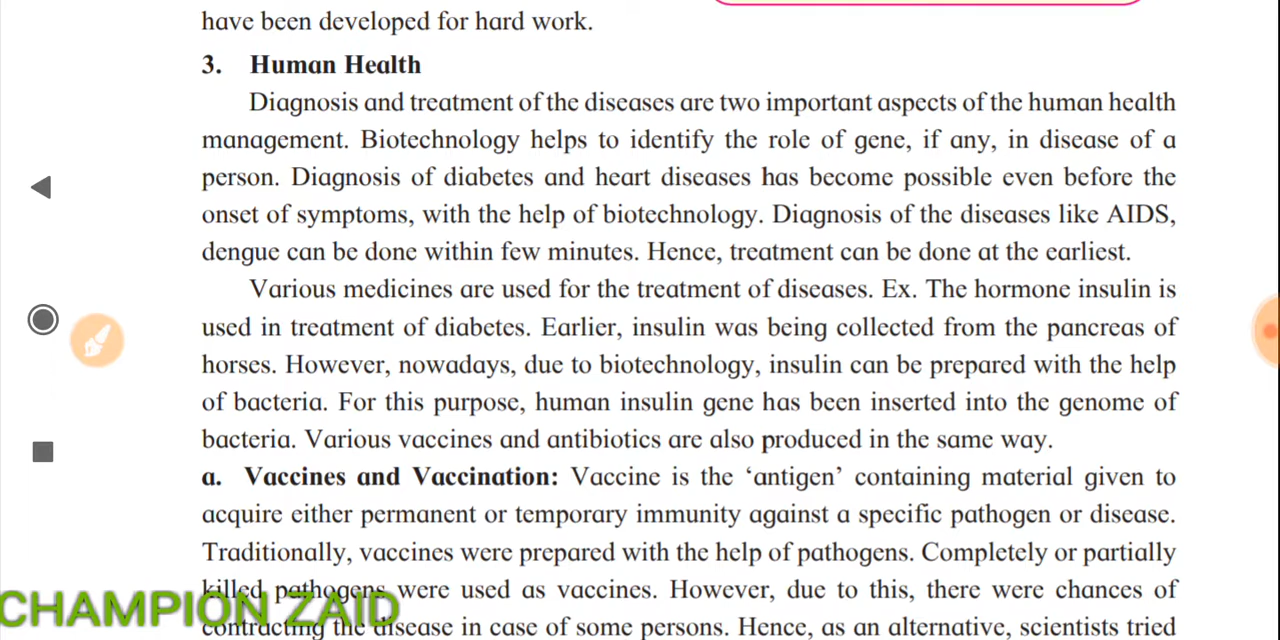 have been developed for hard work.
3. Human Health
Diagnosis and treatment of the diseases are two important aspects of the human health
management. Biotechnology helps to identify the role of gene, if any, in disease of a
person. Diagnosis of diabetes and heart diseases has become possible even before the
onset of symptoms, with the help of biotechnology. Diagnosis of the diseases like AIDS,
dengue can be done within few minutes. Hence, treatment can be done at the earliest.
Various medicines are used for the treatment of diseases. Ex. The hormone insulin is
used in treatment of diabetes. Earlier, insulin was being collected from the pancreas of
horses. However, nowadays, due to biotechnology, insulin can be prepared with the help
of bacteria. For this purpose, human insulin gene has been inserted into the genome of
bacteria. Various vaccines and antibiotics are also produced in the same way.
a. Vaccines and Vaccination: Vaccine is the ‘antigen’ containing material given to
acquire either permanent or temporary immunity against a specific pathogen or disease.
Traditionally, vaccines were prepared with the help of pathogens. Completely or partially
killed pathogens were used as vaccines. However, due to this, there were chances of
CHAMPION ZAID
contracting the disease in case of some persons. Hence, as an alternative, scientists tried